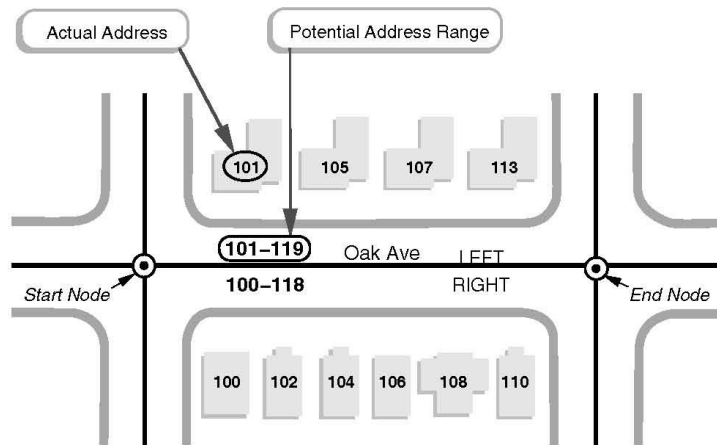 Actual Address
Potential Address Range
101 105 107 113
101–119 Oak Ave LEFT
100–118 RIGHT
Start Node End Node
100 102 104 106 108 110